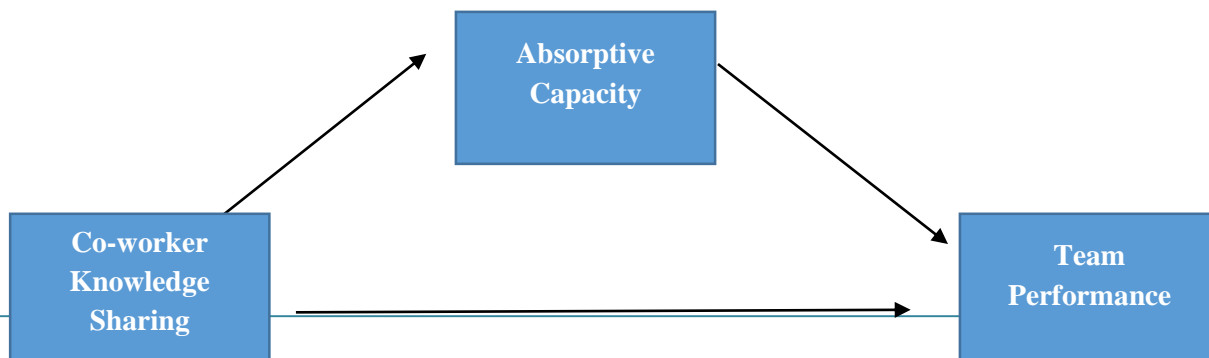 Absorptive
Capacity
Co-worker
Knowledge
Sharing
Team
Performance